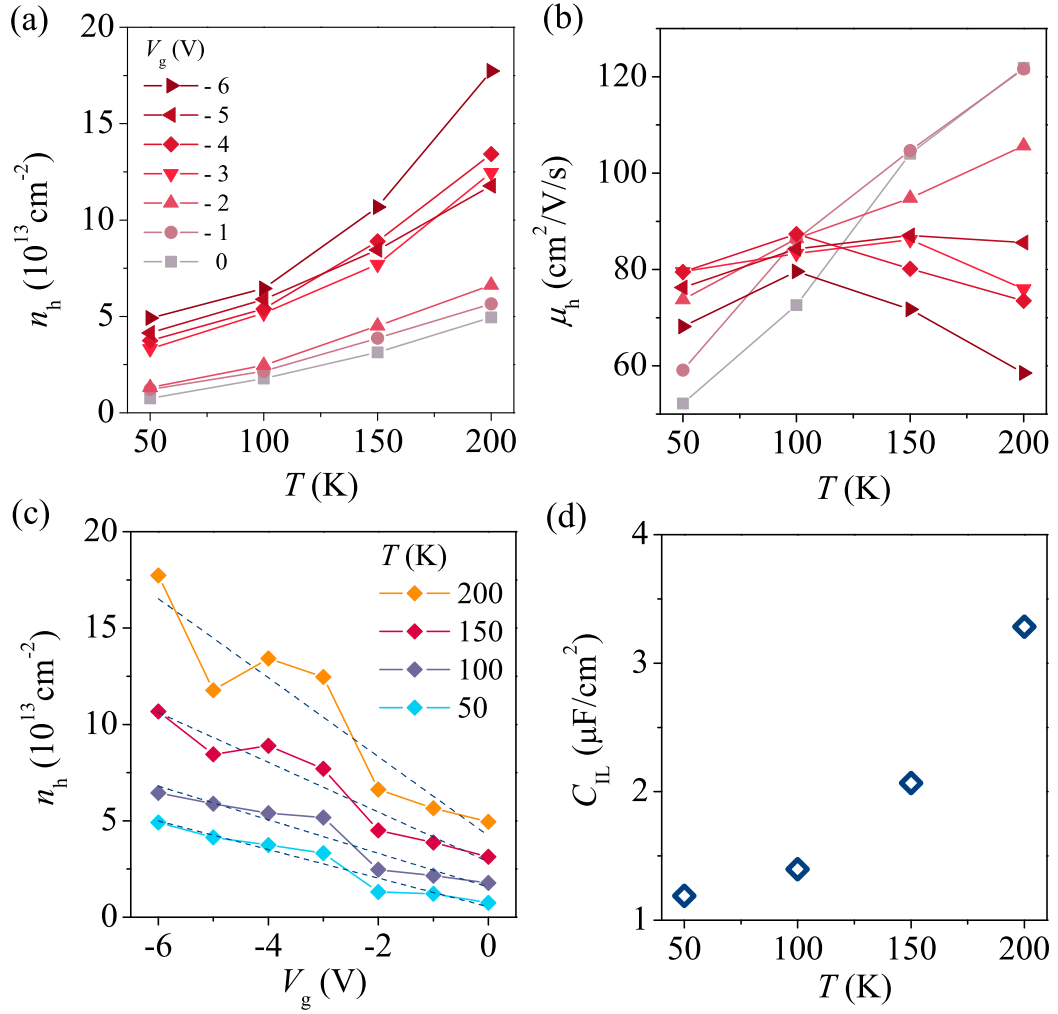 (a)
20
15
10
5
0
n_h (10^13 cm^-2)
V_g (V)
- 6
- 5
- 4
- 3
- 2
- 1
0
50 100 150 200
T (K)
(b)
120
100
80
60
μ_h (cm^2/V/s)
50 100 150 200
T (K)
(c)
20
15
10
5
0
n_h (10^13 cm^-2)
T (K)
200
150
100
50
-6 -4 -2 0
V_g (V)
(d)
4
3
2
1
C_IL (μF/cm^2)
50 100 150 200
T (K)